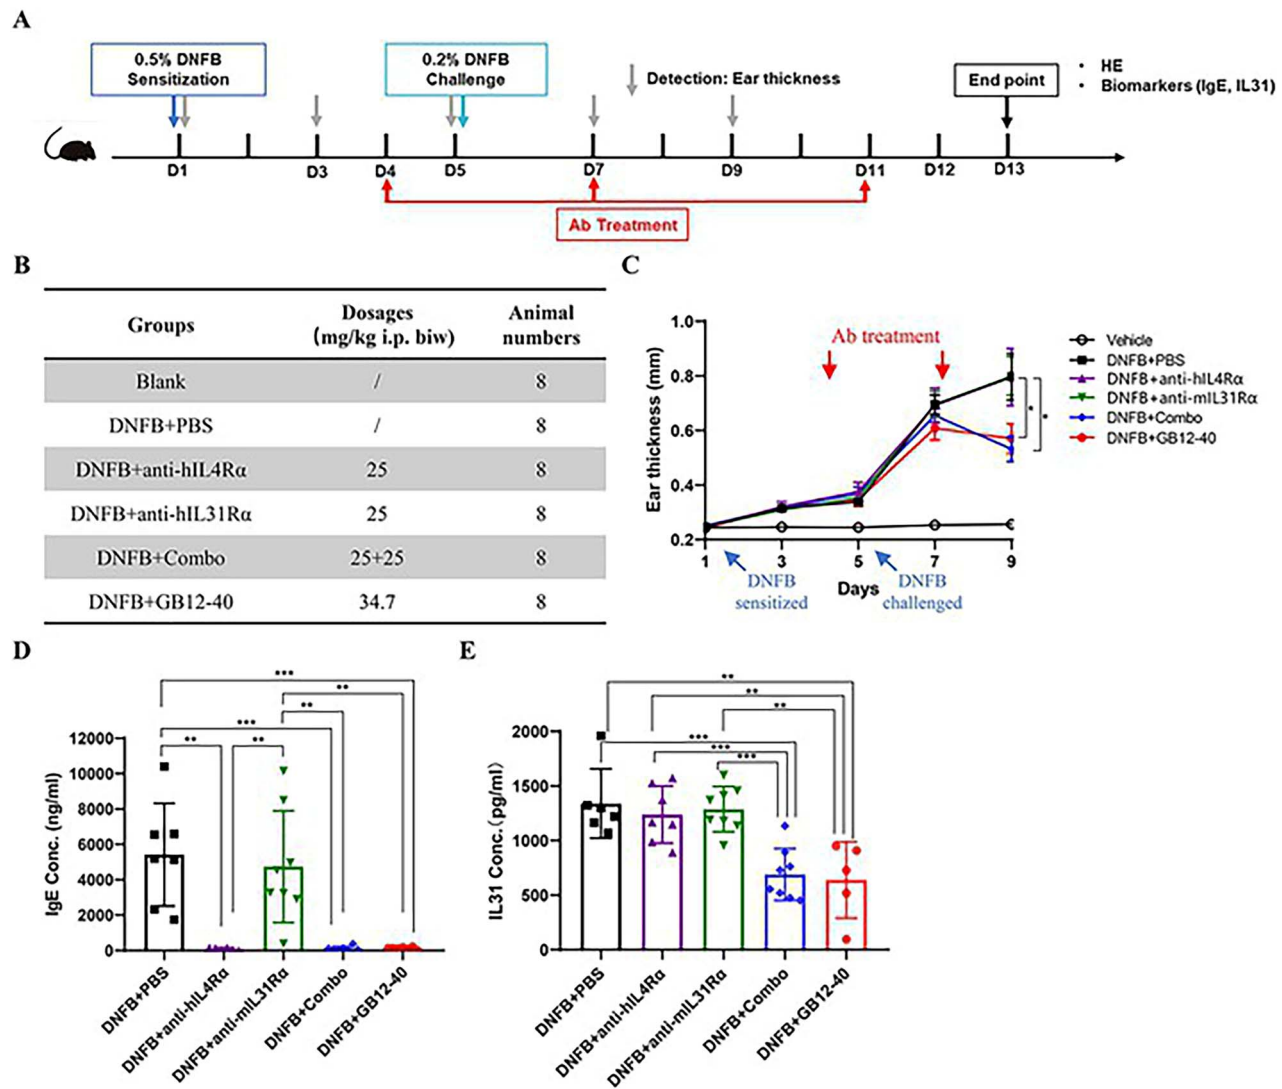 A
0.5% DNFB
Sensitization
0.2% DNFB
Challenge
Detection: Ear thickness
End point
• HE
• Biomarkers (IgE, IL31)
D1 D3 D4 D5 D7 D9 D11 D12 D13
Ab Treatment
B
Groups Dosages (mg/kg i.p. biw) Animal numbers
Blank / 8
DNFB+PBS / 8
DNFB+anti-hIL4Rα 25 8
DNFB+anti-hIL31Rα 25 8
DNFB+Combo 25+25 8
DNFB+GB12-40 34.7 8
C
Ear thickness (mm)
1.0
0.8
0.6
0.4
0.2
Ab treatment
1 3 5 7 9
Days
DNFB
sensitized
DNFB
challenged
Vehicle
DNFB+PBS
DNFB+anti-hIL4Rα
DNFB+anti-mIL31Rα
DNFB+Combo
DNFB+GB12-40
*
*
D
IgE Conc. (ng/ml)
12000
10000
8000
6000
4000
2000
0
***
**
**
***
**
**
DNFB+PBS
DNFB+anti-hIL4Rα
DNFB+anti-mIL31Rα
DNFB+Combo
DNFB+GB12-40
E
IL31 Conc.(pg/ml)
2000
1500
1000
500
0
**
**
**
***
***
***
DNFB+PBS
DNFB+anti-hIL4Rα
DNFB+anti-mIL31Rα
DNFB+Combo
DNFB+GB12-40